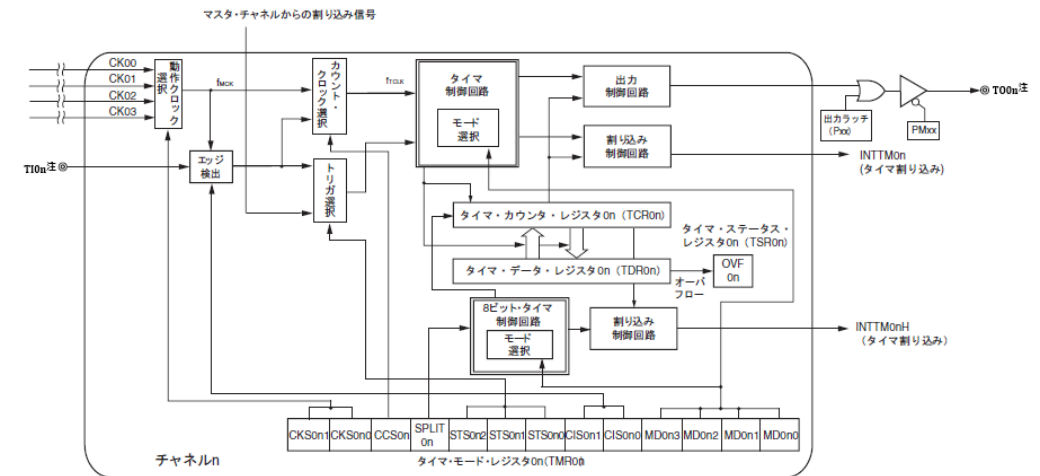 マスタ・チャネルからの割り込み信号
CK00
CK01
CK02
CK03
動作クロック
選択
fMCK
カウント・
クロック選択
fTCLK
タイマ
制御回路
モード
選択
出力
制御回路
出力ラッチ
(Pxx)
PMxx
TO0n注
TI0n注
エッジ
検出
トリガ選択
割り込み
制御回路
INTTM0n
(タイマ割り込み)
タイマ・カウンタ・レジスタ0n (TCR0n)
タイマ・ステータス・
レジスタ0n (TSR0n)
タイマ・データ・レジスタ0n (TDR0n)
OVF
0n
オーバ
フロー
8ビット・タイマ
制御回路
モード
選択
割り込み
制御回路
INTTM0nH
(タイマ割り込み)
CKS0n1 CKS0n0 CCS0n SPLIT 0n STS0n2 STS0n1 STS0n0 CIS0n1 CIS0n0 MD0n3 MD0n2 MD0n1 MD0n0
チャネルn
タイマ・モード・レジスタ0n(TMR0n)